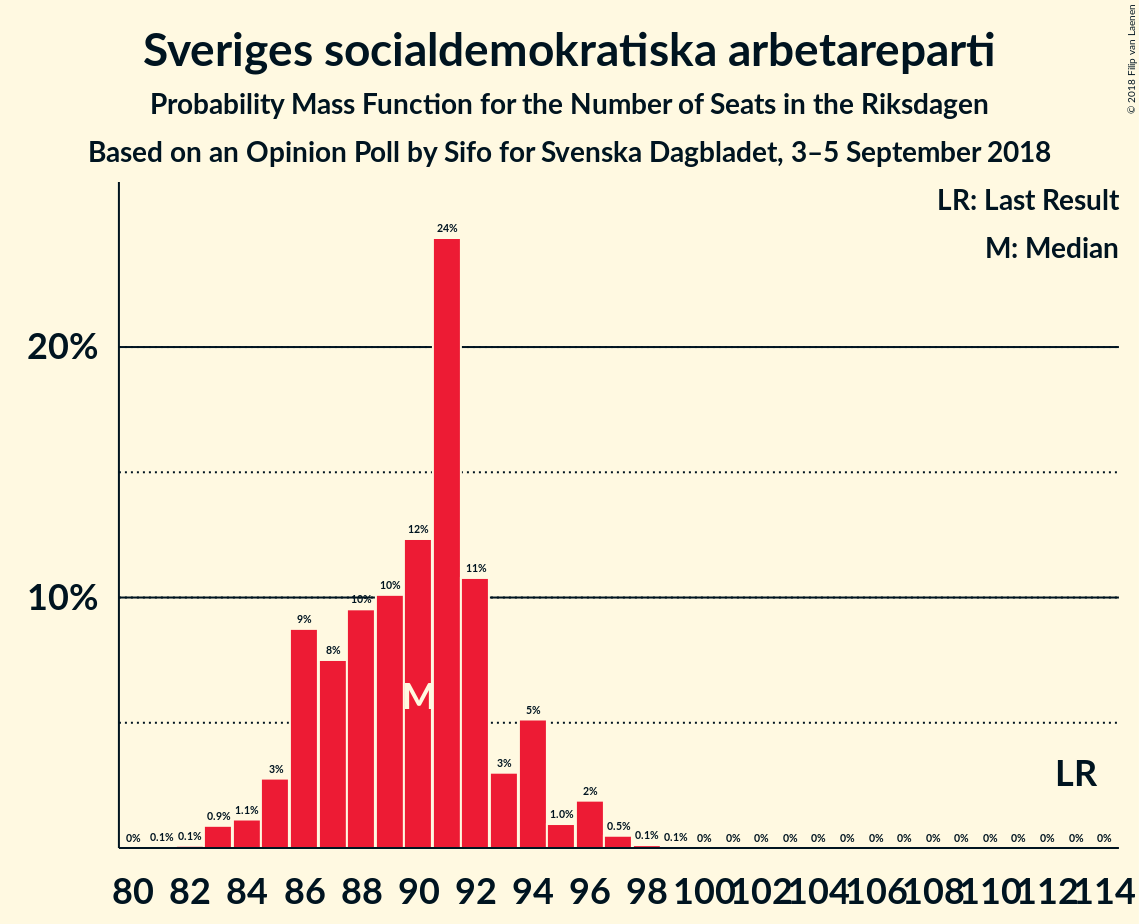 Sveriges socialdemokratiska arbetareparti
Probability Mass Function for the Number of Seats in the Riksdagen
Based on an Opinion Poll by Sifo for Svenska Dagbladet, 3–5 September 2018
© 2018 Filip van Laenen
LR: Last Result
M: Median
20%
10%
0% 0.1% 0.1% 0.9% 1.1% 3% 9% 8% 10% 10% 12% 24% 11% 3% 5% 1.0% 2% 0.5% 0.1% 0.1% 0% 0% 0% 0% 0% 0% 0% 0% 0% 0% 0% 0% 0% 0% 0%
M
LR
80 82 84 86 88 90 92 94 96 98 100 102 104 106 108 110 112 114